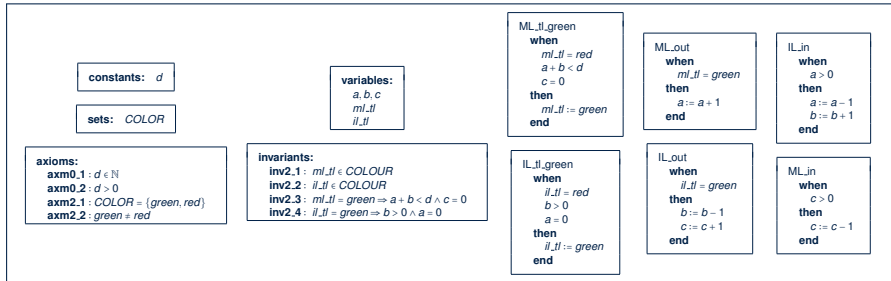 constants: d
sets: COLOR
axioms:
axm0_1 : d ∈ ℕ
axm0_2 : d > 0
axm2_1 : COLOR = {green, red}
axm2_2 : green ≠ red
variables:
a, b, c
ml_tl
il_tl
invariants:
inv2_1 : ml_tl ∈ COLOUR
inv2_2 : il_tl ∈ COLOUR
inv2_3 : ml_tl = green ⇒ a + b < d ∧ c = 0
inv2_4 : il_tl = green ⇒ b > 0 ∧ a = 0
ML_tl_green
when
ml_tl = red
a + b < d
c = 0
then
ml_tl := green
end
IL_tl_green
when
il_tl = red
b > 0
a = 0
then
il_tl := green
end
ML_out
when
ml_tl = green
then
a := a + 1
end
IL_out
when
il_tl = green
then
b := b - 1
c := c + 1
end
IL_in
when
a > 0
then
a := a - 1
b := b + 1
end
ML_in
when
c > 0
then
c := c - 1
end